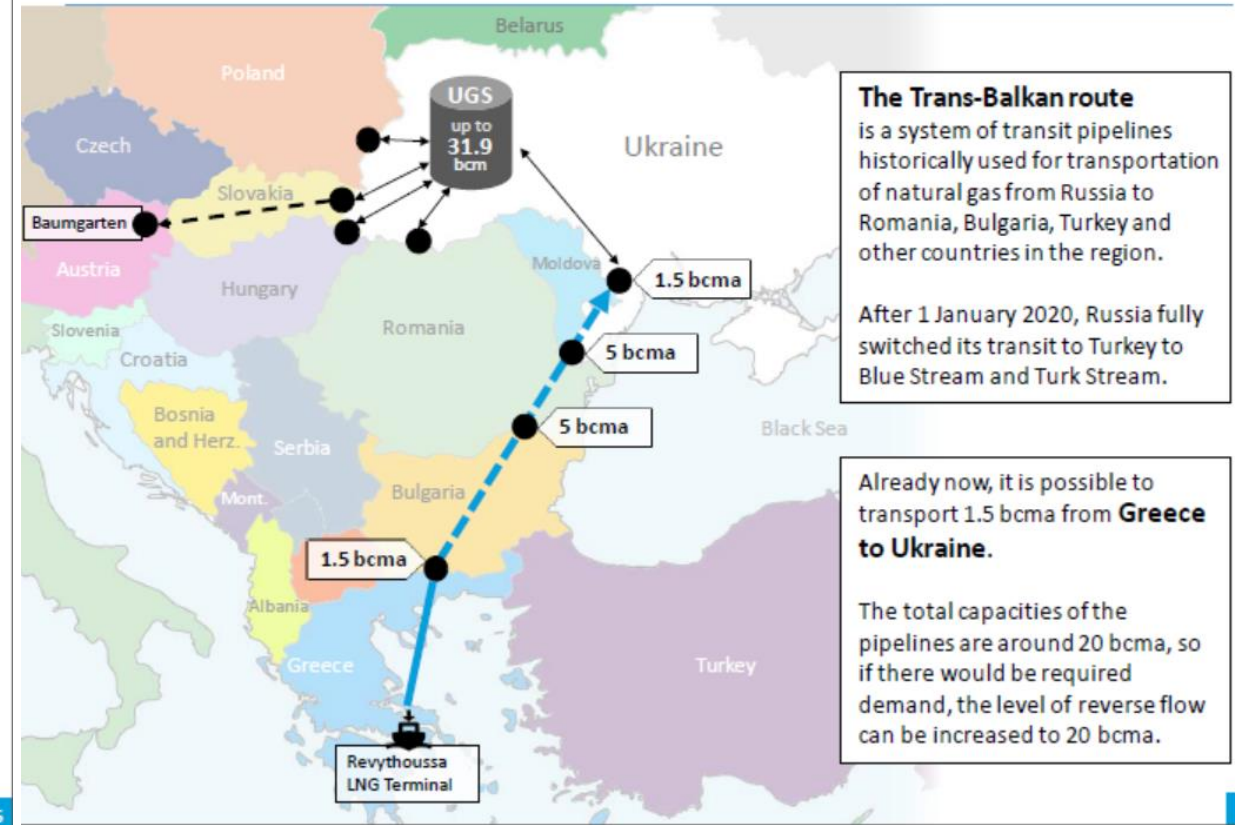 Belarus
Poland
UGS
up to
31.9
bcm
Ukraine
Czech
Slovakia
Baumgarten
Austria
Moldova
1.5 bcma
Hungary
Romania
Slovenia
Croatia
5 bcma
Bosnia
and Herz.
Serbia
5 bcma
Black Sea
Mont.
Bulgaria
1.5 bcma
Albania
Greece
Turkey
Revythoussa
LNG Terminal
The Trans-Balkan route
is a system of transit pipelines
historically used for transportation
of natural gas from Russia to
Romania, Bulgaria, Turkey and
other countries in the region.
After 1 January 2020, Russia fully
switched its transit to Turkey to
Blue Stream and Turk Stream.
Already now, it is possible to
transport 1.5 bcma from Greece
to Ukraine.
The total capacities of the
pipelines are around 20 bcma, so
if there would be required
demand, the level of reverse flow
can be increased to 20 bcma.